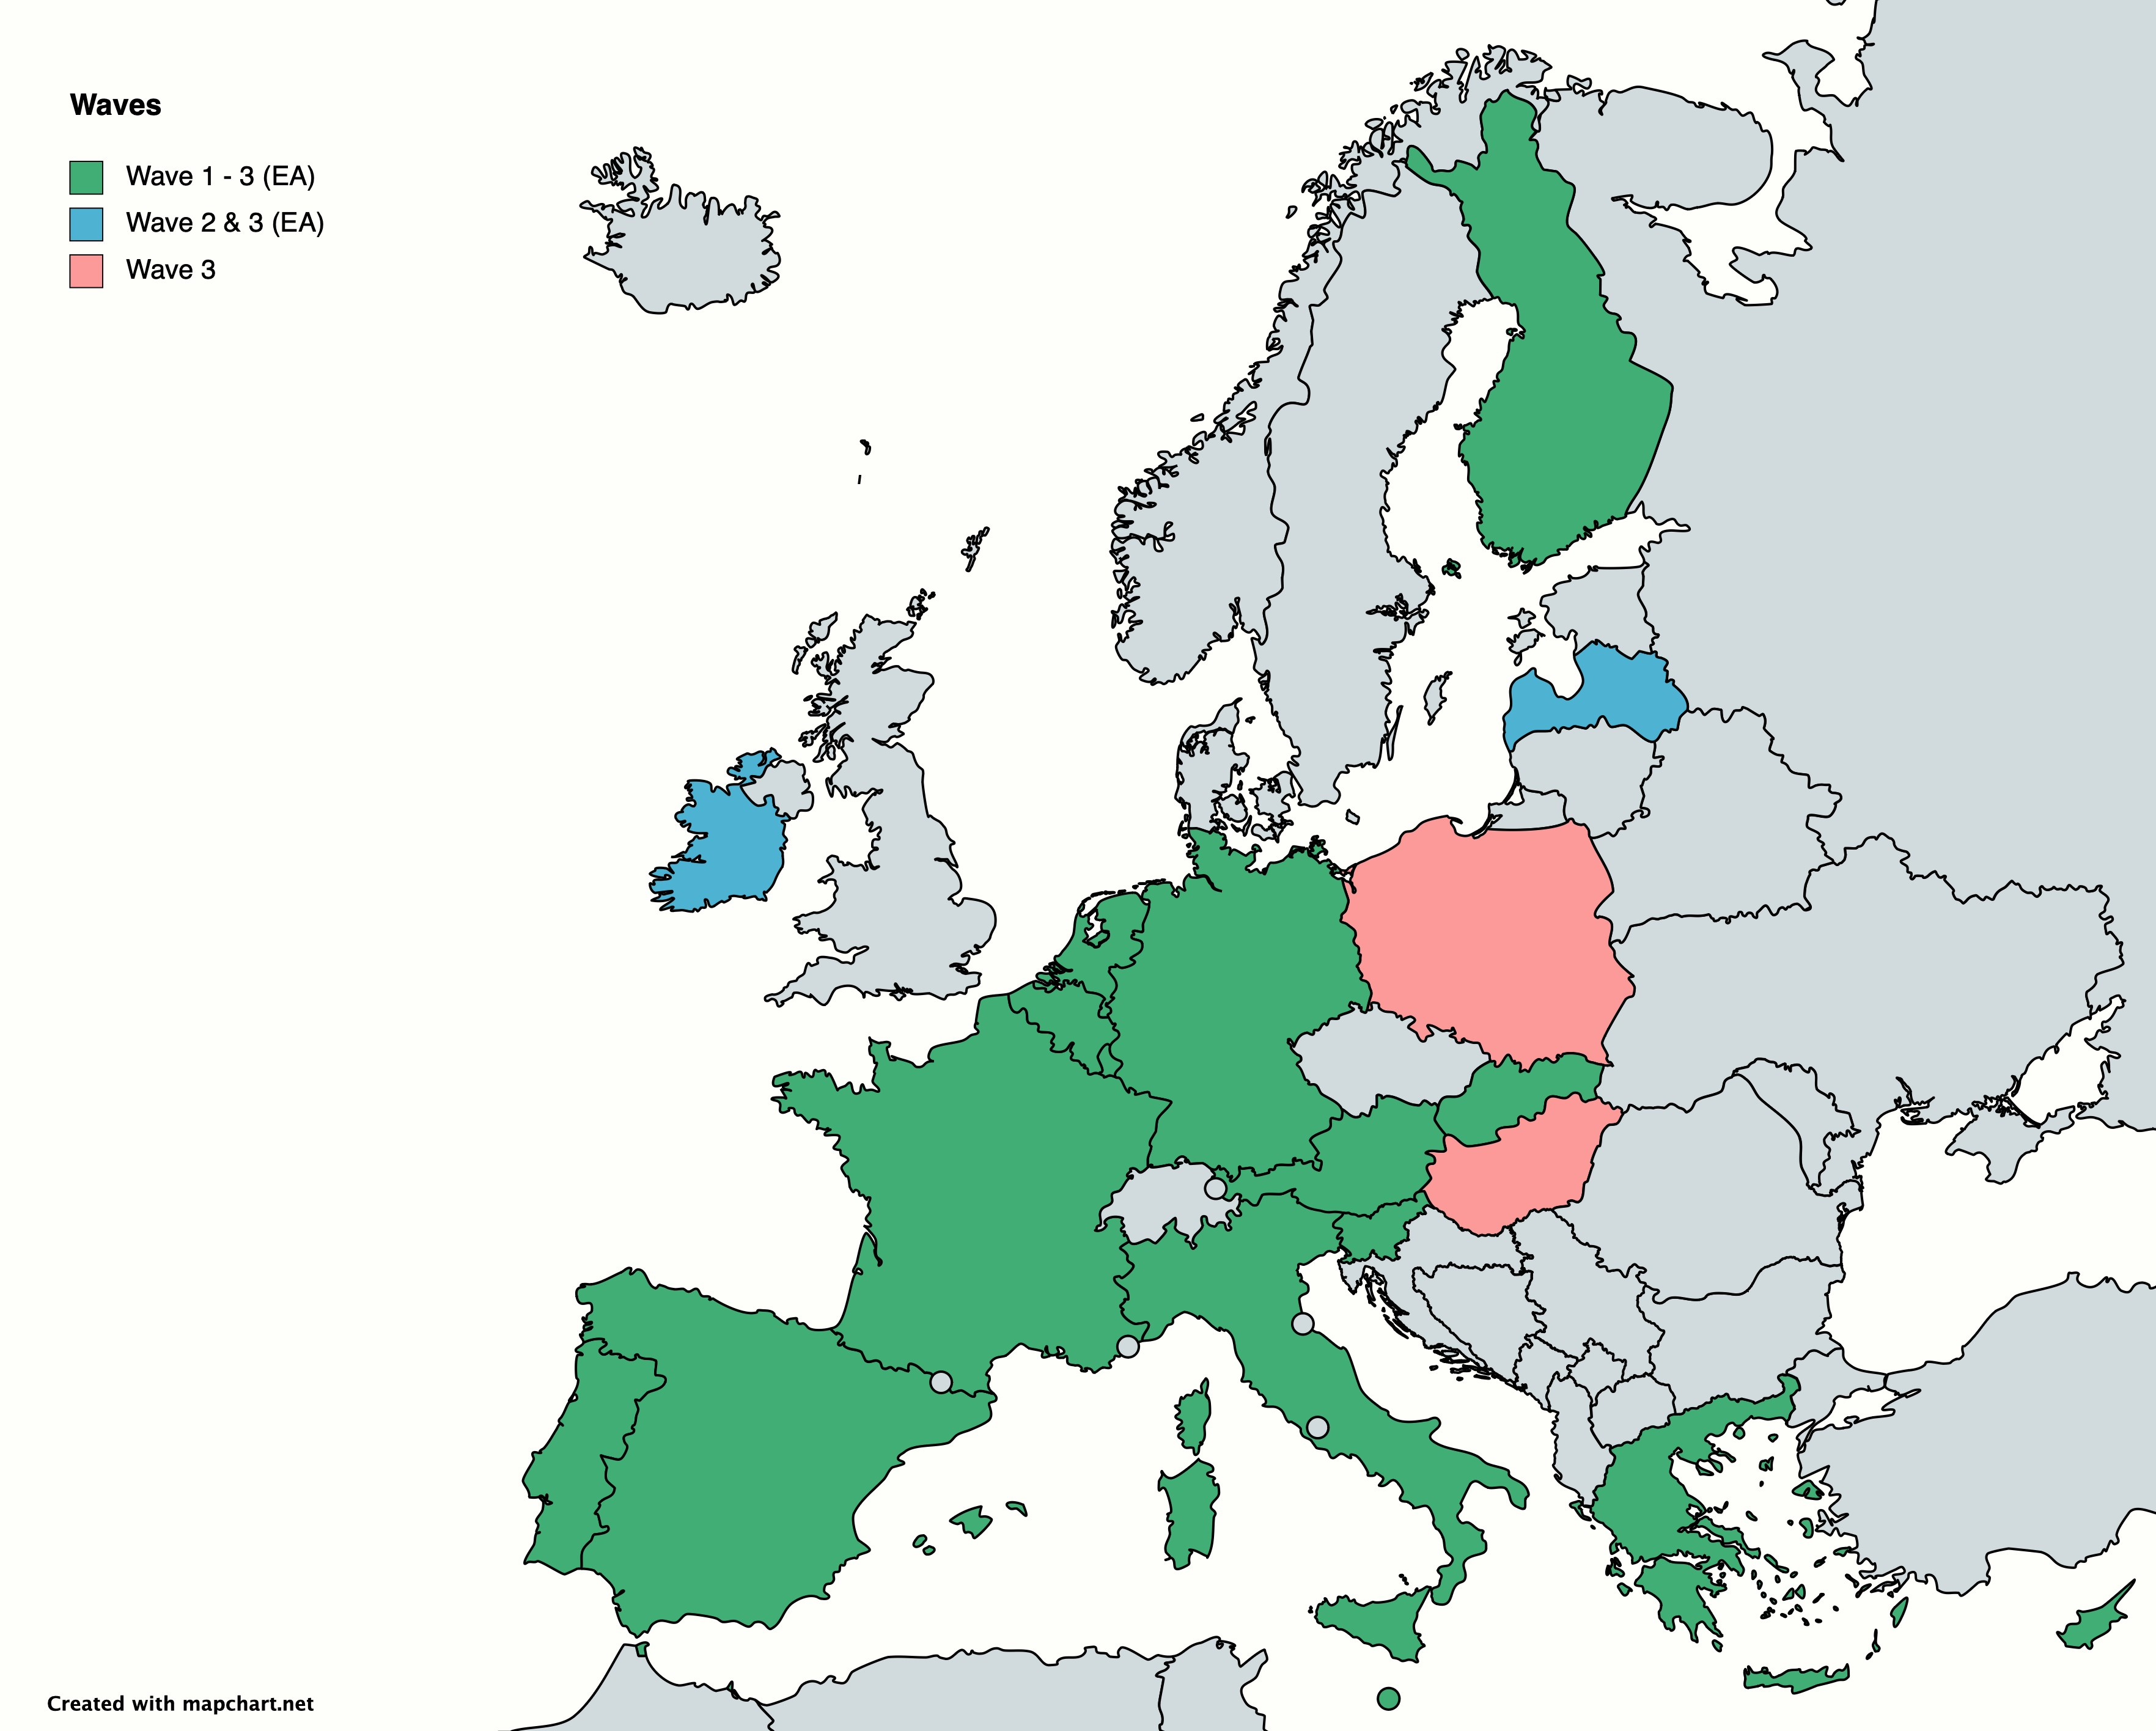 Waves
Wave 1 - 3 (EA)
Wave 2 & 3 (EA)
Wave 3
Created with mapchart.net